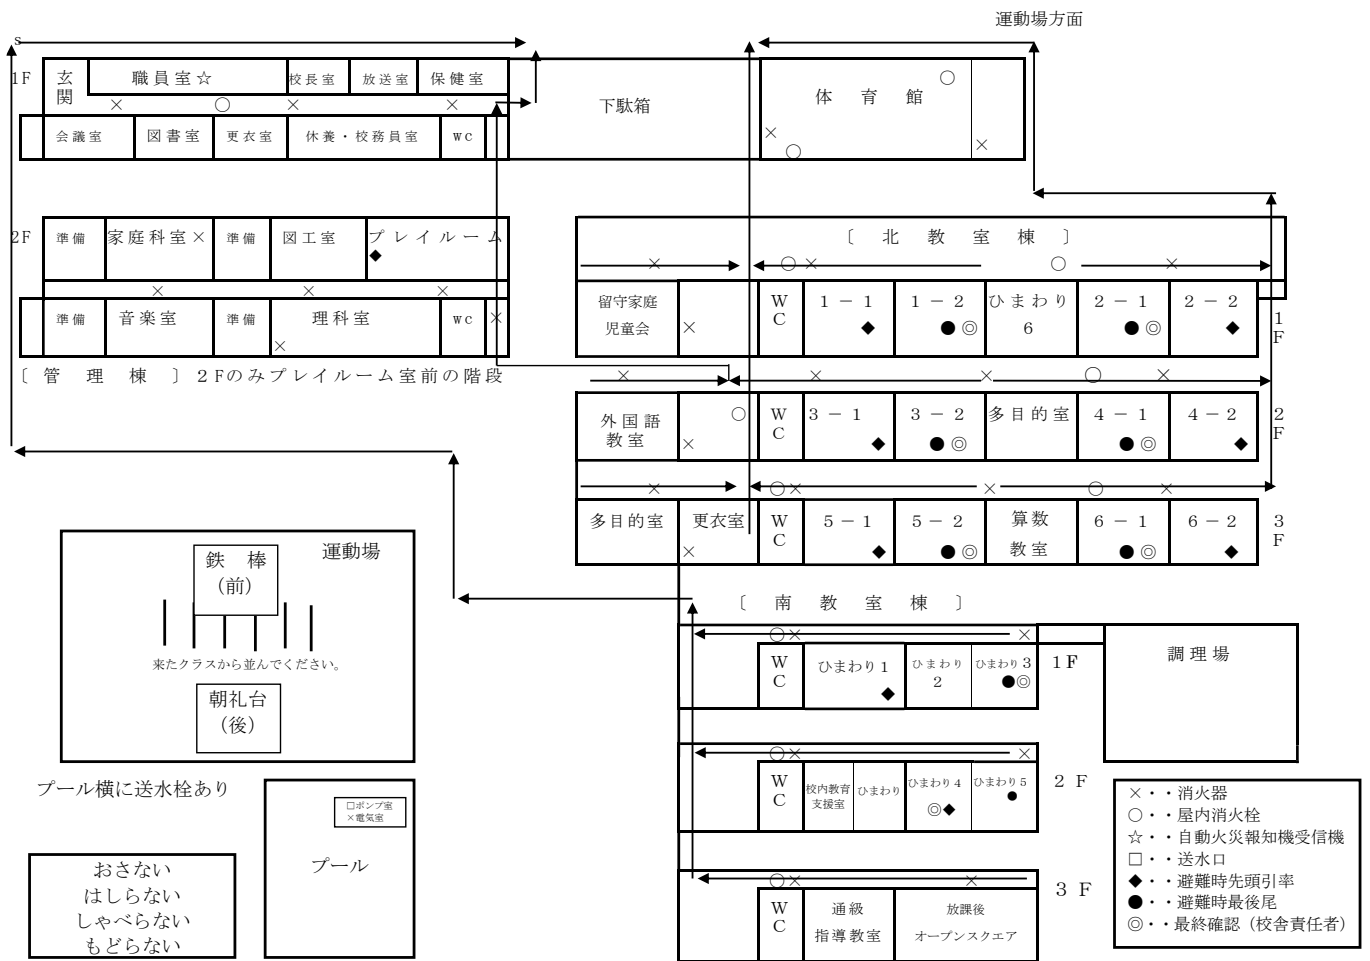 運動場方面
s
1F 玄関 職員室☆ 校長室 放送室 保健室
× ○ × ×
会議室 図書室 更衣室 休養・校務員室 wc
下駄箱
体 育 館
○
×
○
×
2F 準備 家庭科室× 準備 図工室 プレイルーム
◆
× × ×
準備 音楽室 準備 理科室 wc ×
×
〔 管 理 棟 〕 2Fのみプレイルーム室前の階段
〔 北 教 室 棟 〕
× ○× ○ ×
留守家庭児童会 × WC 1-1 1-2 ひまわり6 2-1 2-2 1F
◆ ●◎ ●◎ ◆
× × × ○ ×
外国語教室 ○ WC 3-1 3-2 多目的室 4-1 4-2 2F
× ◆ ●◎ ●◎ ◆
× ○× × ○ ×
多目的室 更衣室 WC 5-1 5-2 算数教室 6-1 6-2 3F
× ◆ ●◎ ●◎ ◆
〔 南 教 室 棟 〕
○× ×
WC ひまわり1 ひまわり2 ひまわり3 1F
◆ ●◎
調理場
○× ×
WC 校内教育支援室 ひまわり ひまわり4 ひまわり5 2F
◎◆ ●
○× ×
WC 通級指導教室 放課後オープンスクエア 3F
運動場
鉄 棒
(前)
来たクラスから並んでください。
朝礼台
(後)
プール横に送水栓あり
□ポンプ室
×電気室
プール
おさない
はしらない
しゃべらない
もどらない
×・・消火器
○・・屋内消火栓
☆・・自動火災報知機受信機
□・・送水口
◆・・避難時先頭引率
●・・避難時最後尾
◎・・最終確認（校舎責任者）